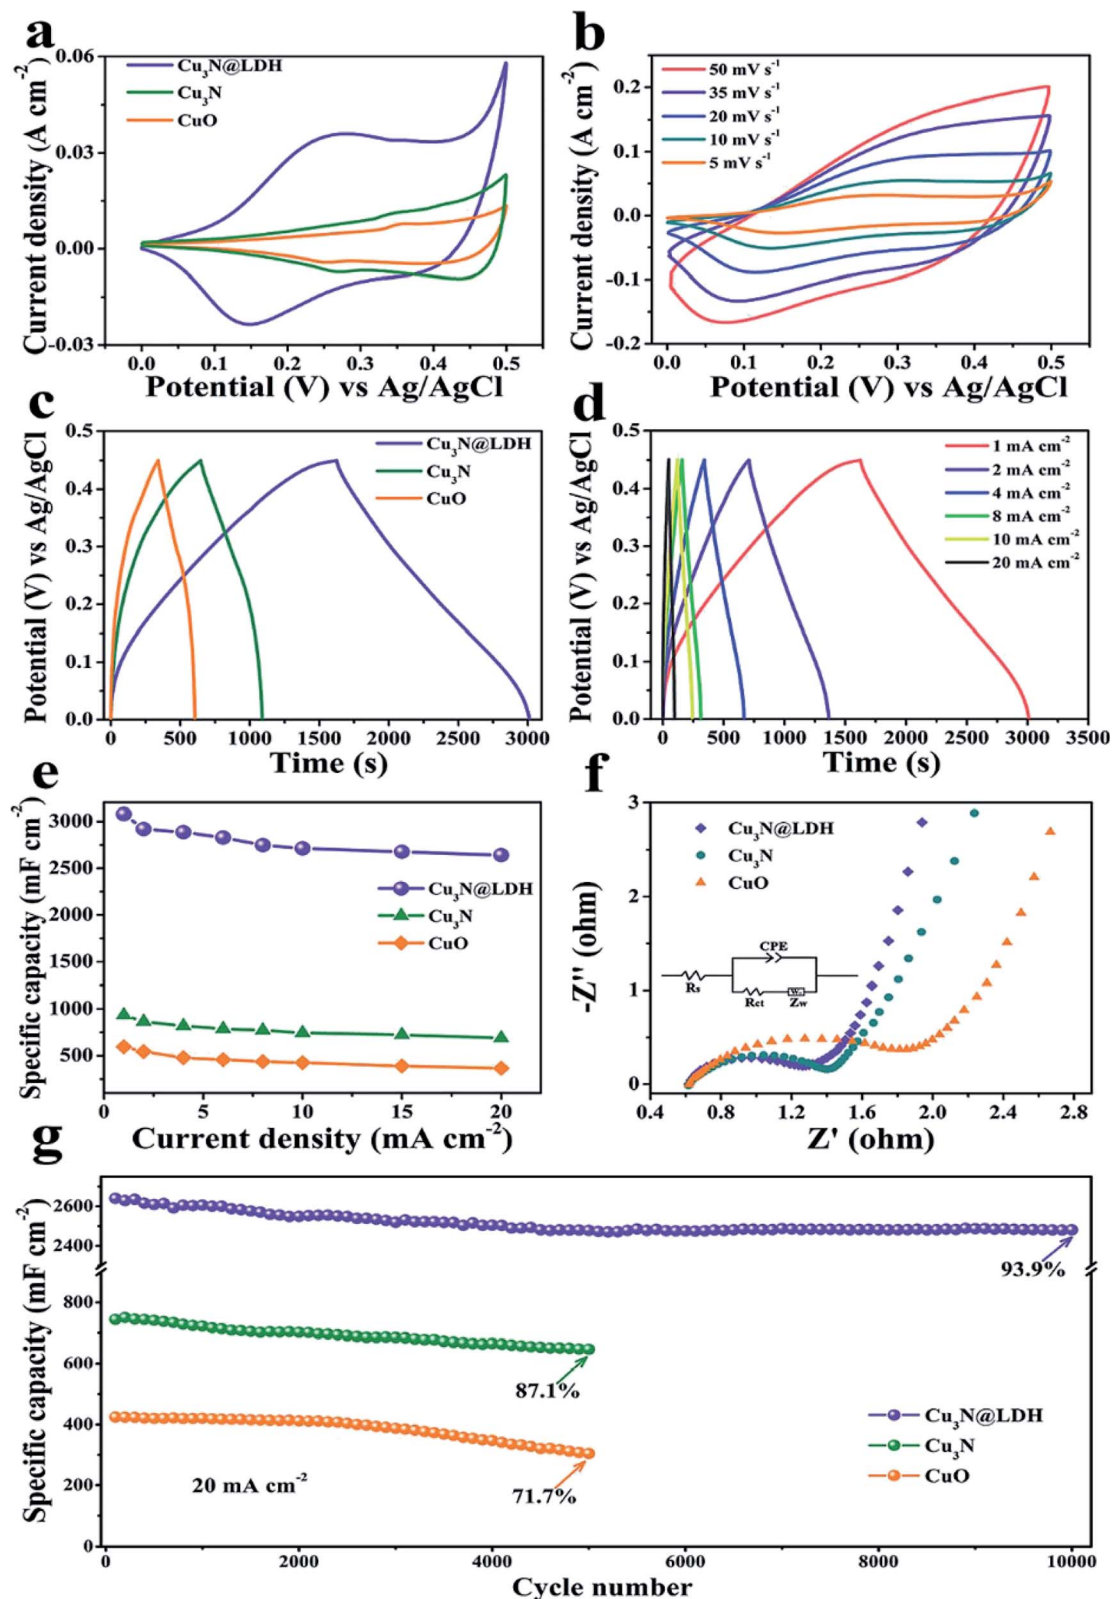 a
Cu₃N@LDH
Cu₃N
CuO
0.06
0.03
0.00
-0.03
0.0 0.1 0.2 0.3 0.4 0.5
Current density (A cm⁻²)
Potential (V) vs Ag/AgCl
b
50 mV s⁻¹
35 mV s⁻¹
20 mV s⁻¹
10 mV s⁻¹
5 mV s⁻¹
0.2
0.1
0.0
-0.1
-0.2
0.0 0.1 0.2 0.3 0.4 0.5
Current density (A cm⁻²)
Potential (V) vs Ag/AgCl
c
Cu₃N@LDH
Cu₃N
CuO
0.5
0.4
0.3
0.2
0.1
0.0
0 500 1000 1500 2000 2500 3000
Potential (V) vs Ag/AgCl
Time (s)
d
1 mA cm⁻²
2 mA cm⁻²
4 mA cm⁻²
8 mA cm⁻²
10 mA cm⁻²
20 mA cm⁻²
0.5
0.4
0.3
0.2
0.1
0.0
0 500 1000 1500 2000 2500 3000 3500
Potential (V) vs Ag/AgCl
Time (s)
e
3000
2500
2000
1500
1000
500
Cu₃N@LDH
Cu₃N
CuO
0 5 10 15 20
Specific capacity (mF cm⁻²)
Current density (mA cm⁻²)
f
Cu₃N@LDH
Cu₃N
CuO
3
2
1
0
CPE
Rs
Rct
Zw
0.4 0.8 1.2 1.6 2.0 2.4 2.8
-Z'' (ohm)
Z' (ohm)
g
2600
2400
800
600
400
200
0
93.9%
87.1%
71.7%
20 mA cm⁻²
Cu₃N@LDH
Cu₃N
CuO
0 2000 4000 6000 8000 10000
Specific capacity (mF cm⁻²)
Cycle number